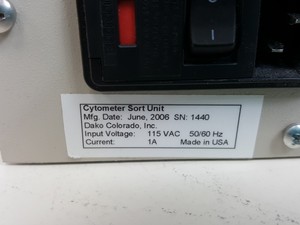 Cytometer Sort Unit
Mfg. Date: June, 2006 SN: 1440
Dako Colorado, Inc.
Input Voltage: 115 VAC 50/60 Hz
Current: 1A Made in USA